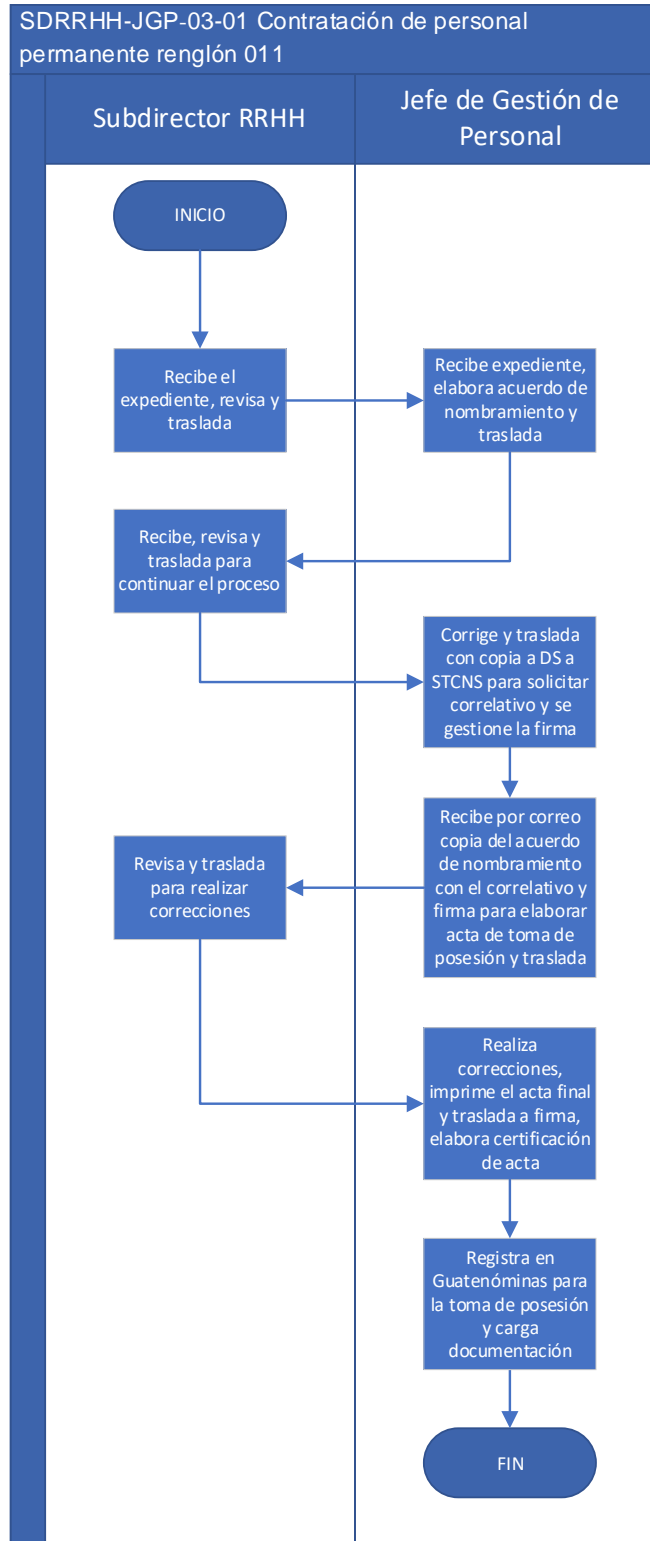 SDRRHH-JGP-03-01 Contratación de personal
permanente renglón 011
Subdirector RRHH
Jefe de Gestión de
Personal
INICIO
Recibe el
expediente, revisa y
traslada
Recibe expediente,
elabora acuerdo de
nombramiento y
traslada
Recibe, revisa y
traslada para
continuar el proceso
Corrige y traslada
con copia a DS a
STCNS para solicitar
correlativo y se
gestione la firma
Recibe por correo
copia del acuerdo
de nombramiento
con el correlativo y
firma para elaborar
acta de toma de
posesión y traslada
Revisa y traslada
para realizar
correcciones
Realiza
correcciones,
imprime el acta final
y traslada a firma,
elabora certificación
de acta
Registra en
Guatenóminas para
la toma de posesión
y carga
documentación
FIN